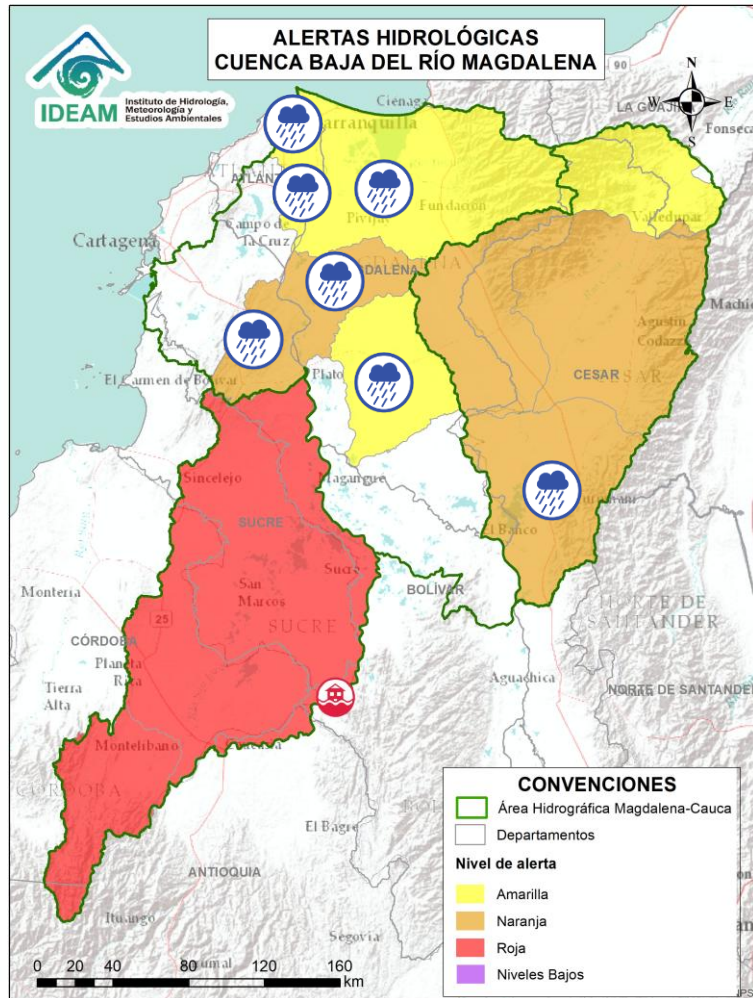 ALERTAS HIDROLÓGICAS
CUENCA BAJA DEL RÍO MAGDALENA
IDEAM
Instituto de Hidrología,
Meteorología y
Estudios Ambientales
90
N
W
E
S
Ciénaga
LA GUAJI
Fonseca
Fundación
Pivijay
Valledupar
Cartagena
Campo de
la Cruz
Agustín
Codazzi
CESAR
El Carmen de Bolívar
Plato
Sincelejo
Magangué
SUCRE
Sucre
San
Marcos
SUCRE
El Banco
BOLÍVAR
Montería
25
CÓRDOBA
Planeta
Rica
Tierra
Alta
NORTE DE
SANTANDER
Aguachica
NORTE DE SANTANDER
Montelíbano
El Bagre
ANTIOQUIA
Ituango
Segovia
CONVENCIONES
Área Hidrográfica Magdalena-Cauca
Departamentos
Nivel de alerta
Amarilla
Naranja
Roja
Niveles Bajos
0 20 40 80 120 160
km